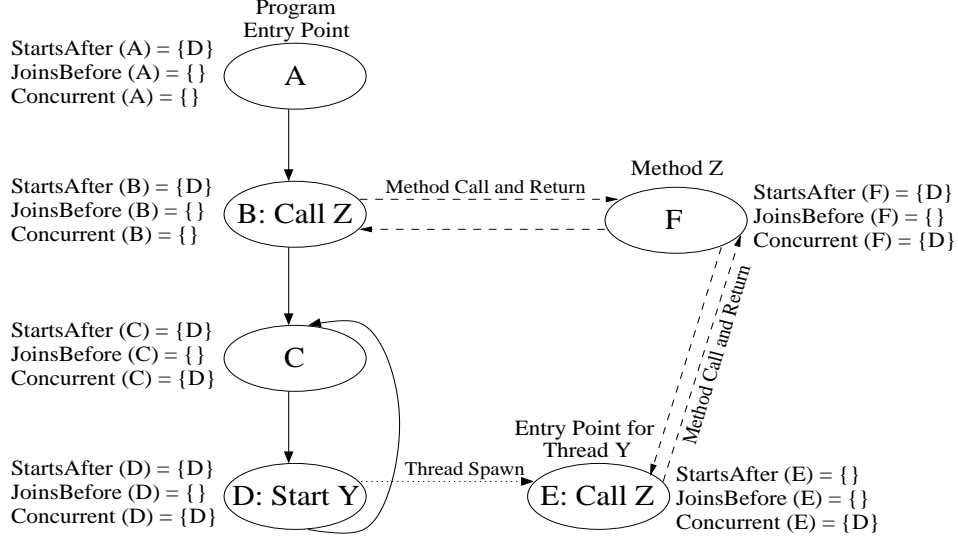 Program
Entry Point
StartsAfter (A) = {D}
JoinsBefore (A) = {}
Concurrent (A) = {}
A
StartsAfter (B) = {D}
JoinsBefore (B) = {}
Concurrent (B) = {}
B: Call Z
Method Call and Return
Method Z
F
StartsAfter (F) = {D}
JoinsBefore (F) = {}
Concurrent (F) = {D}
Method Call and Return
StartsAfter (C) = {D}
JoinsBefore (C) = {}
Concurrent (C) = {D}
C
StartsAfter (D) = {D}
JoinsBefore (D) = {}
Concurrent (D) = {D}
D: Start Y
Thread Spawn
Entry Point for
Thread Y
E: Call Z
StartsAfter (E) = {}
JoinsBefore (E) = {}
Concurrent (E) = {D}